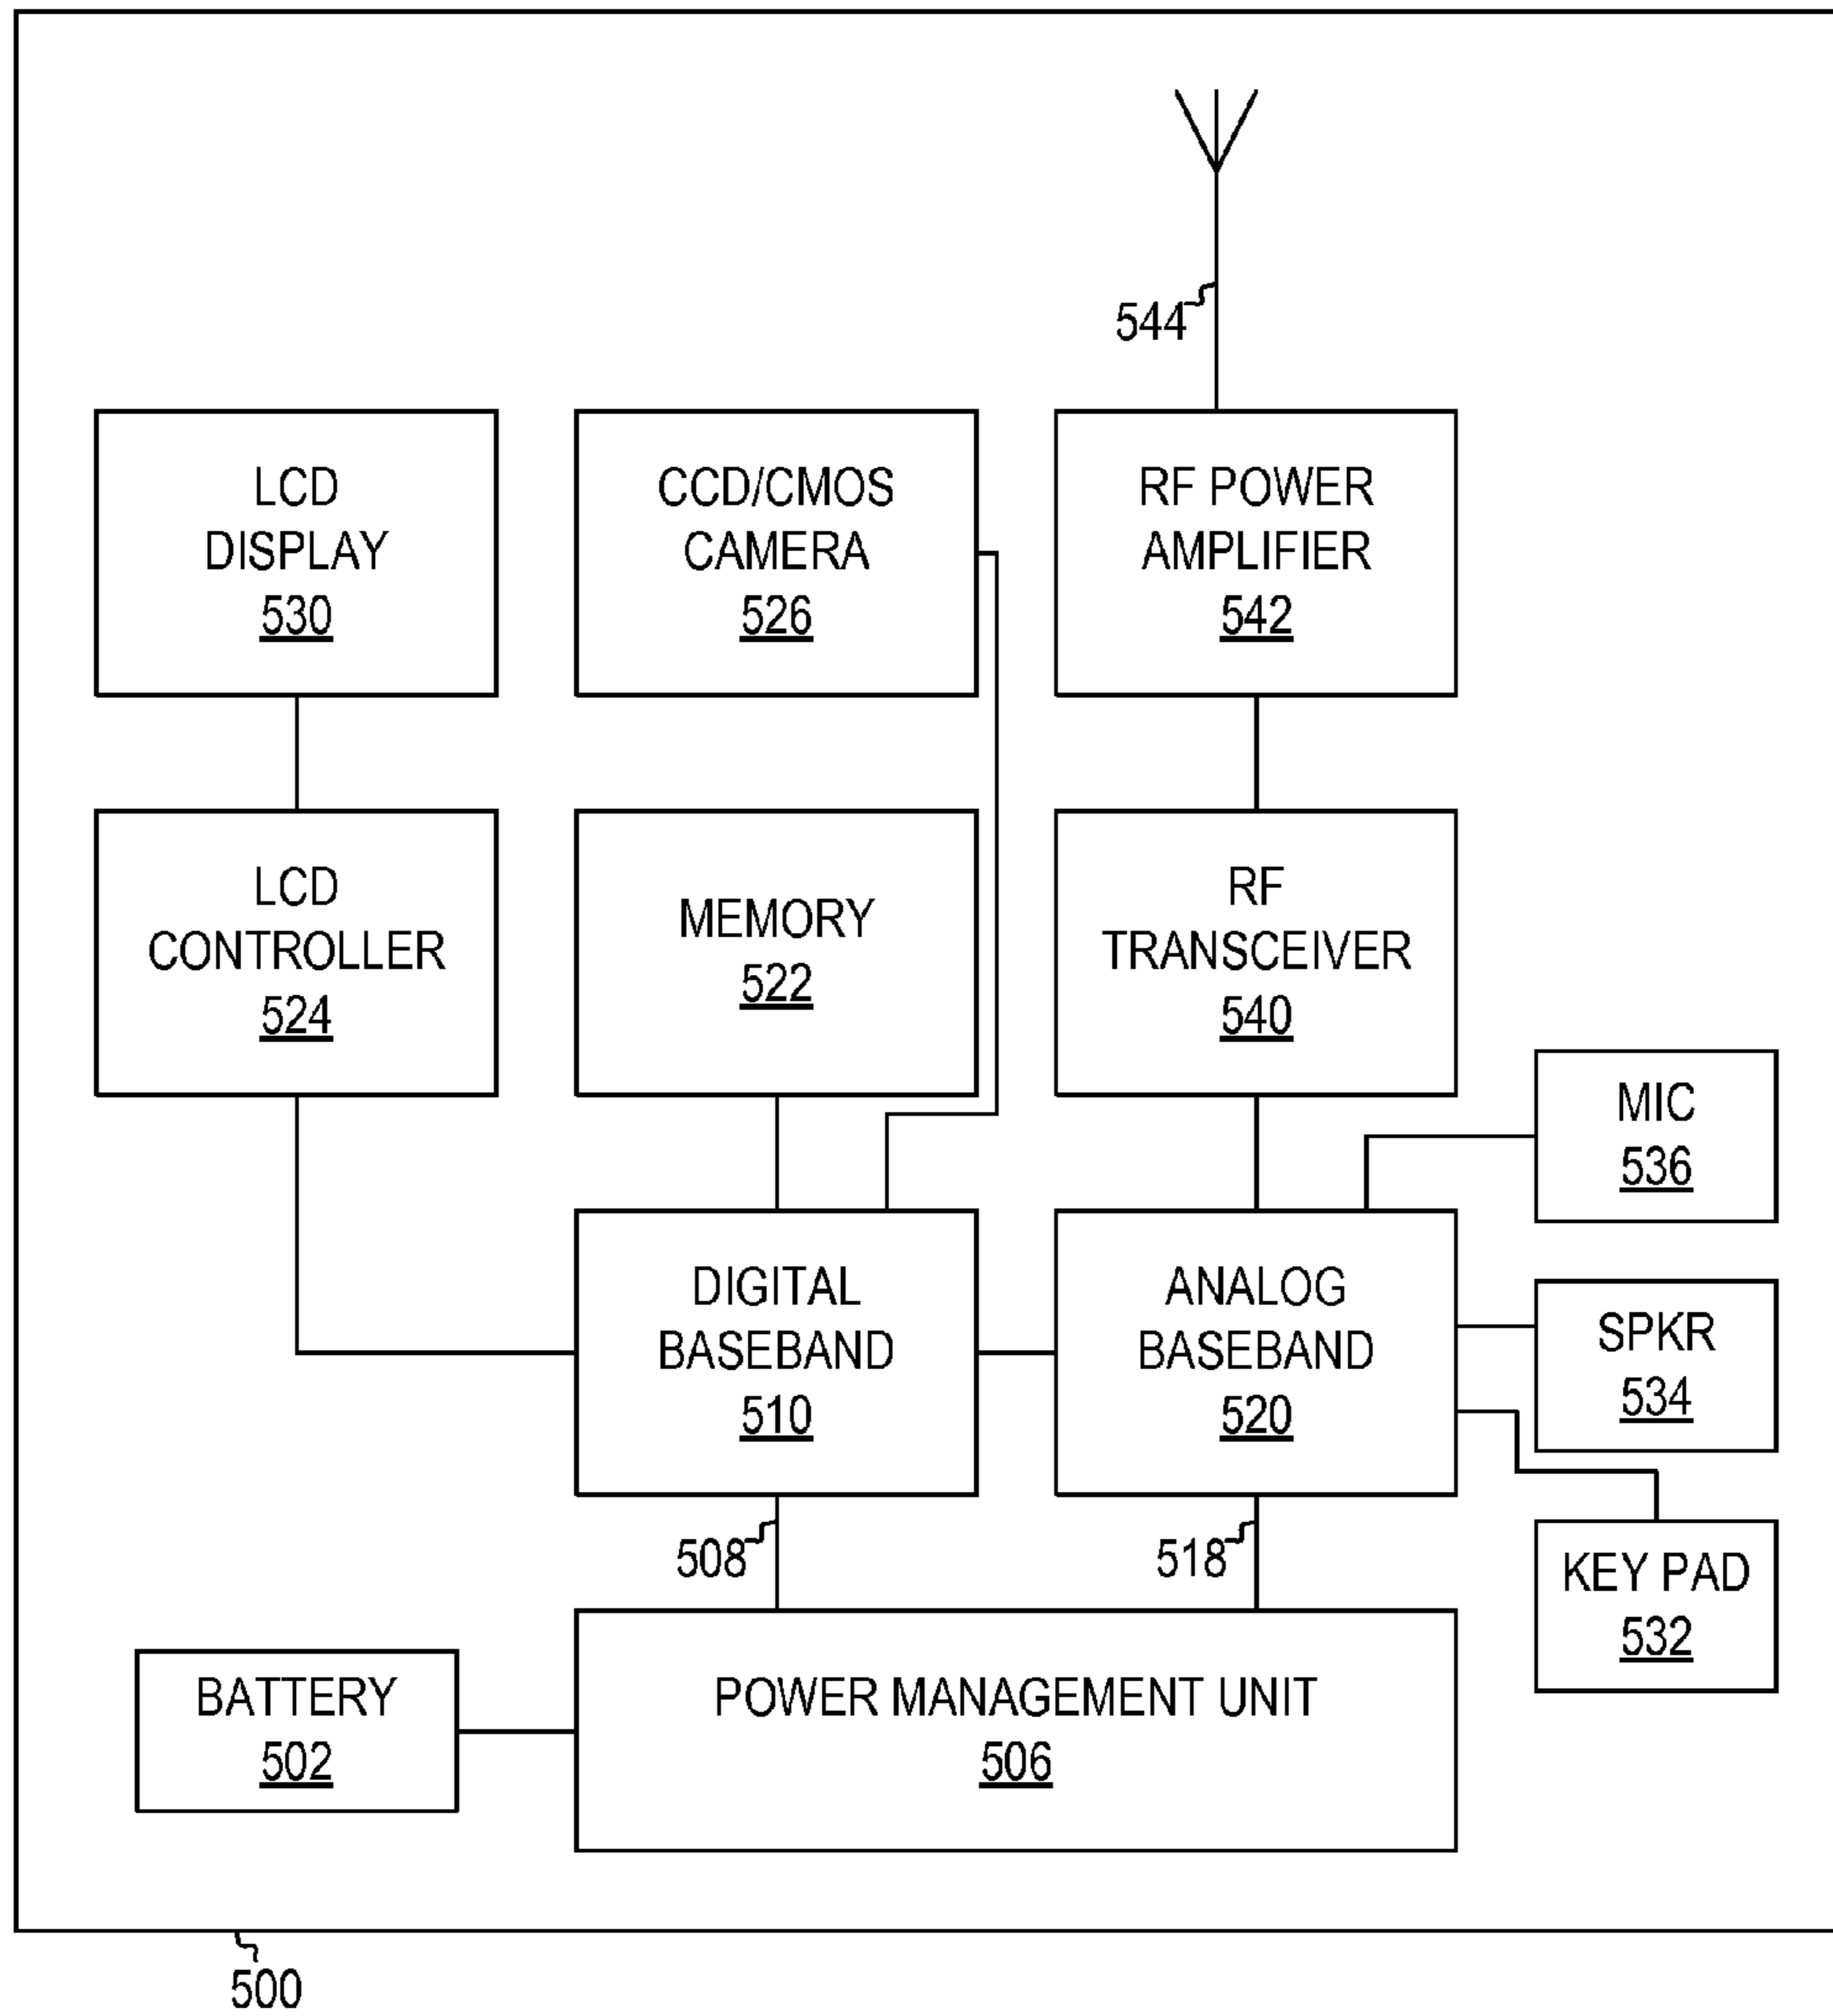 544
LCD
DISPLAY
530
CCD/CMOS
CAMERA
526
RF POWER
AMPLIFIER
542
LCD
CONTROLLER
524
MEMORY
522
RF
TRANSCEIVER
540
MIC
536
DIGITAL
BASEBAND
510
ANALOG
BASEBAND
520
SPKR
534
508
518
KEY PAD
532
BATTERY
502
POWER MANAGEMENT UNIT
506
500